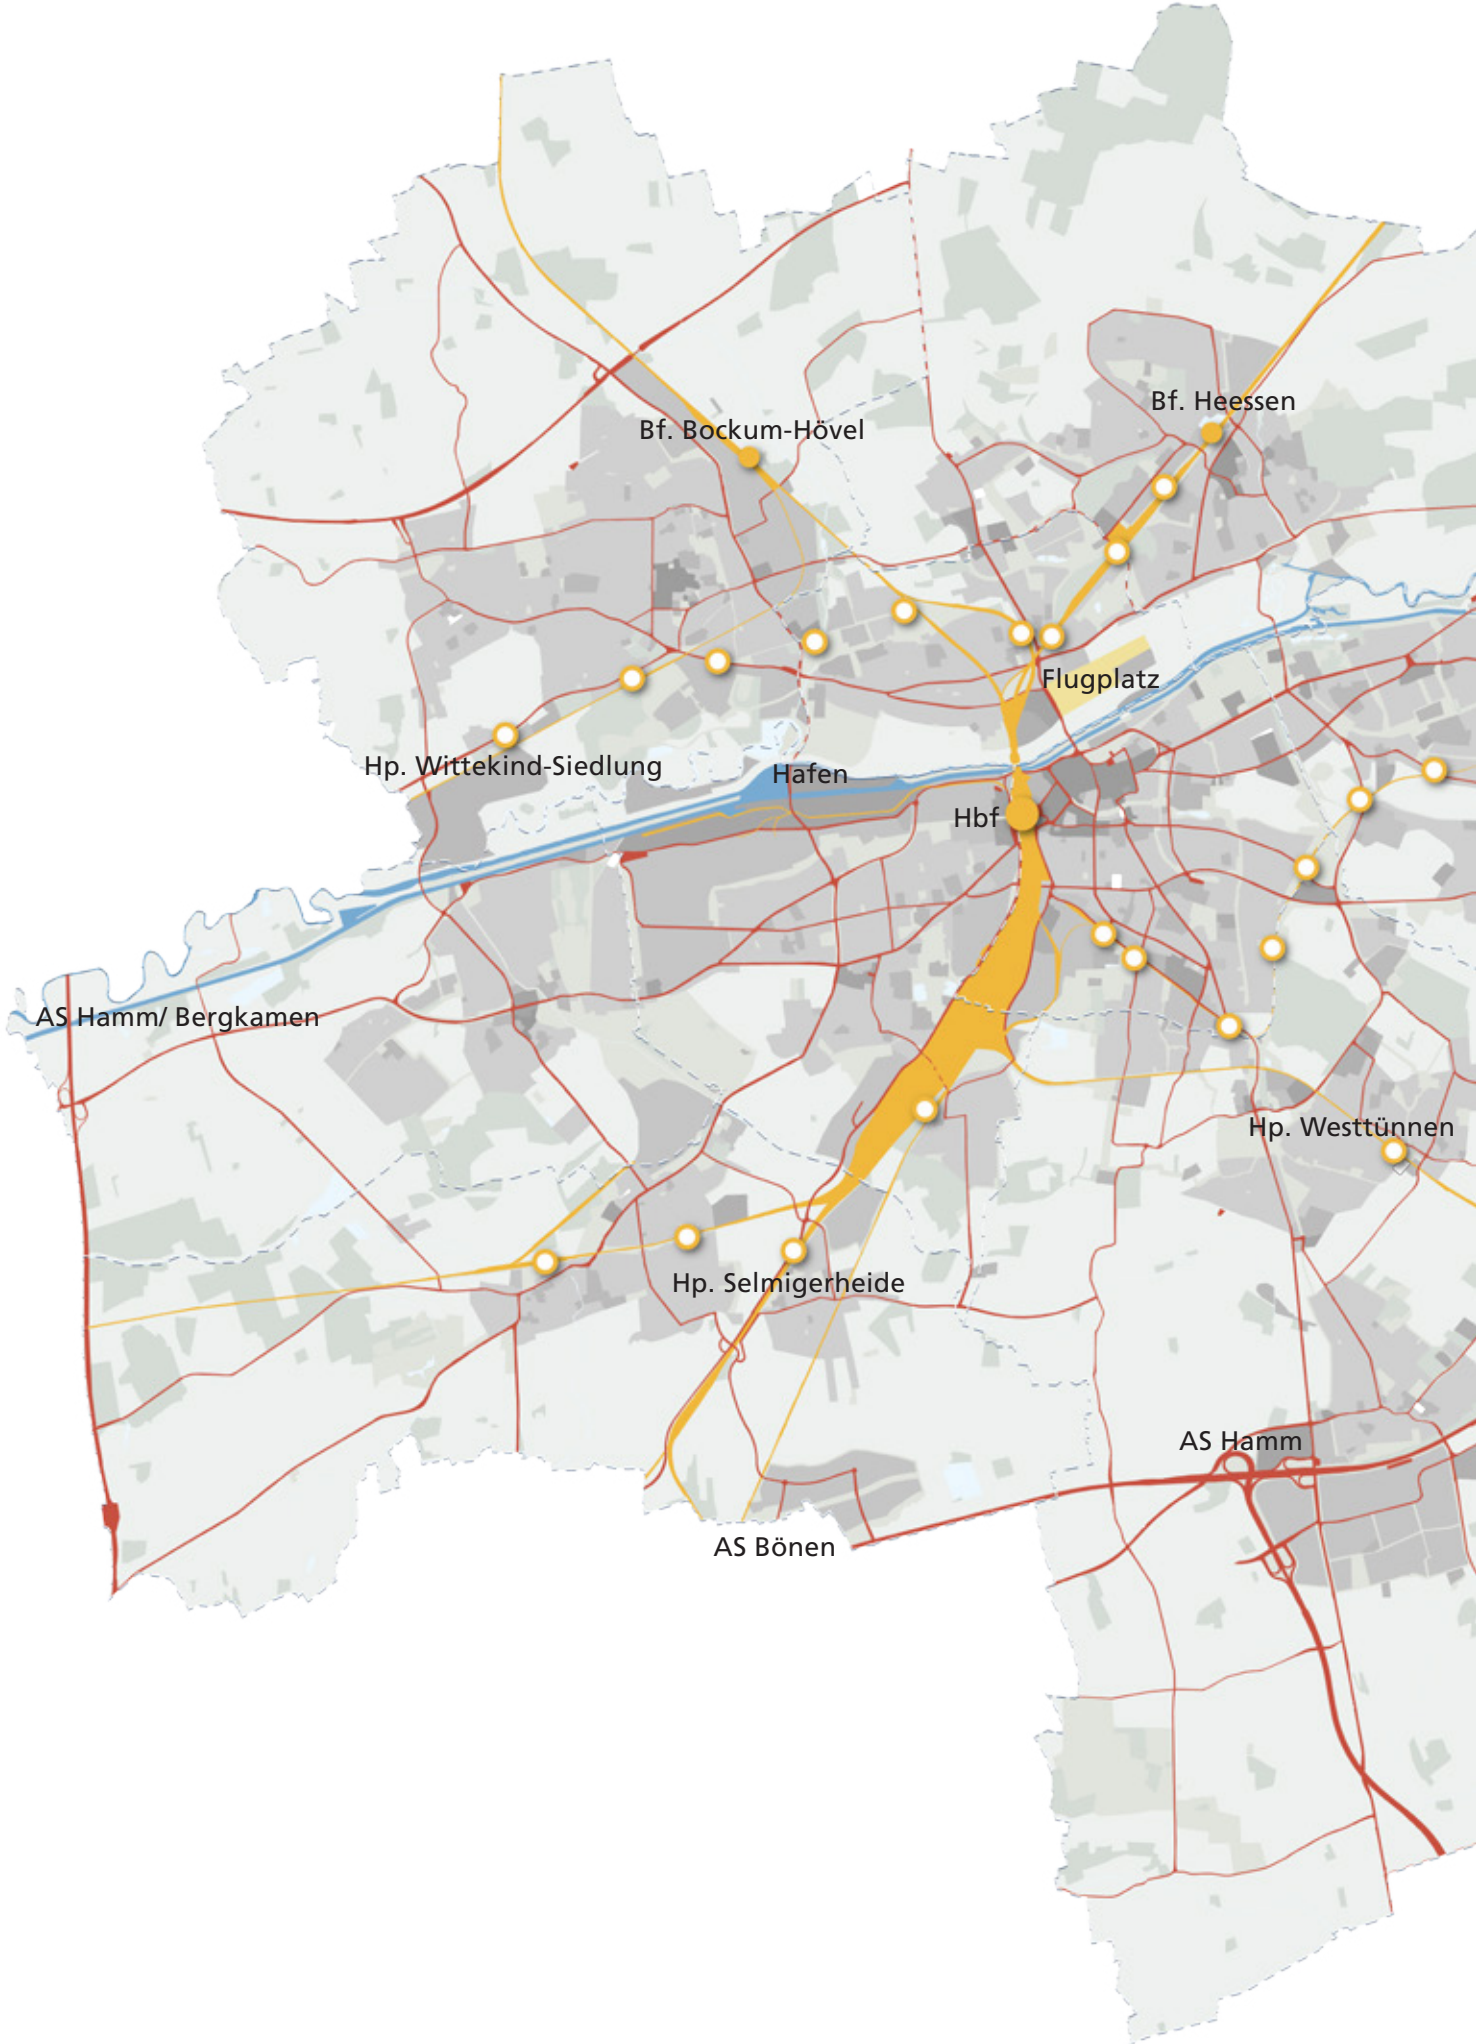 Bf. Heessen
Bf. Bockum-Hövel
Flugplatz
Hp. Wittekind-Siedlung
Hafen
Hbf
AS Hamm/ Bergkamen
Hp. Westtünnen
Hp. Selmigerheide
AS Hamm
AS Bönen